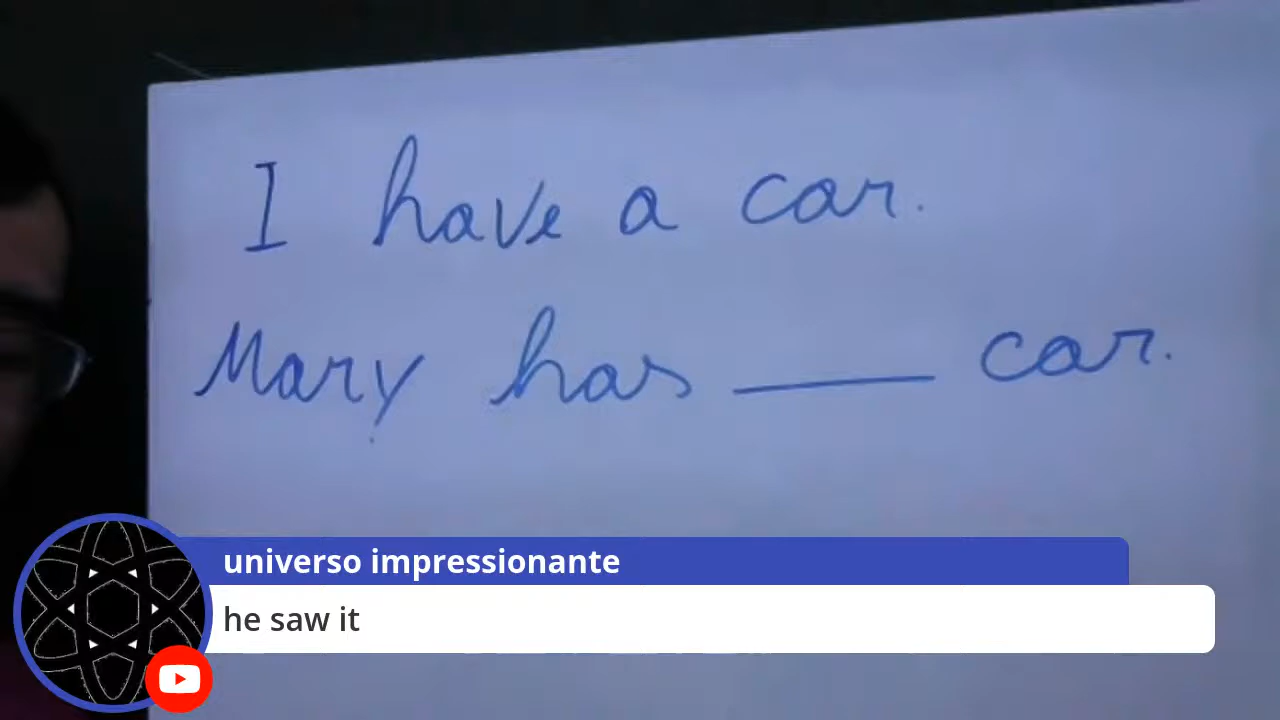 I have a car.
Mary has ____ car.
universo impressionante
he saw it